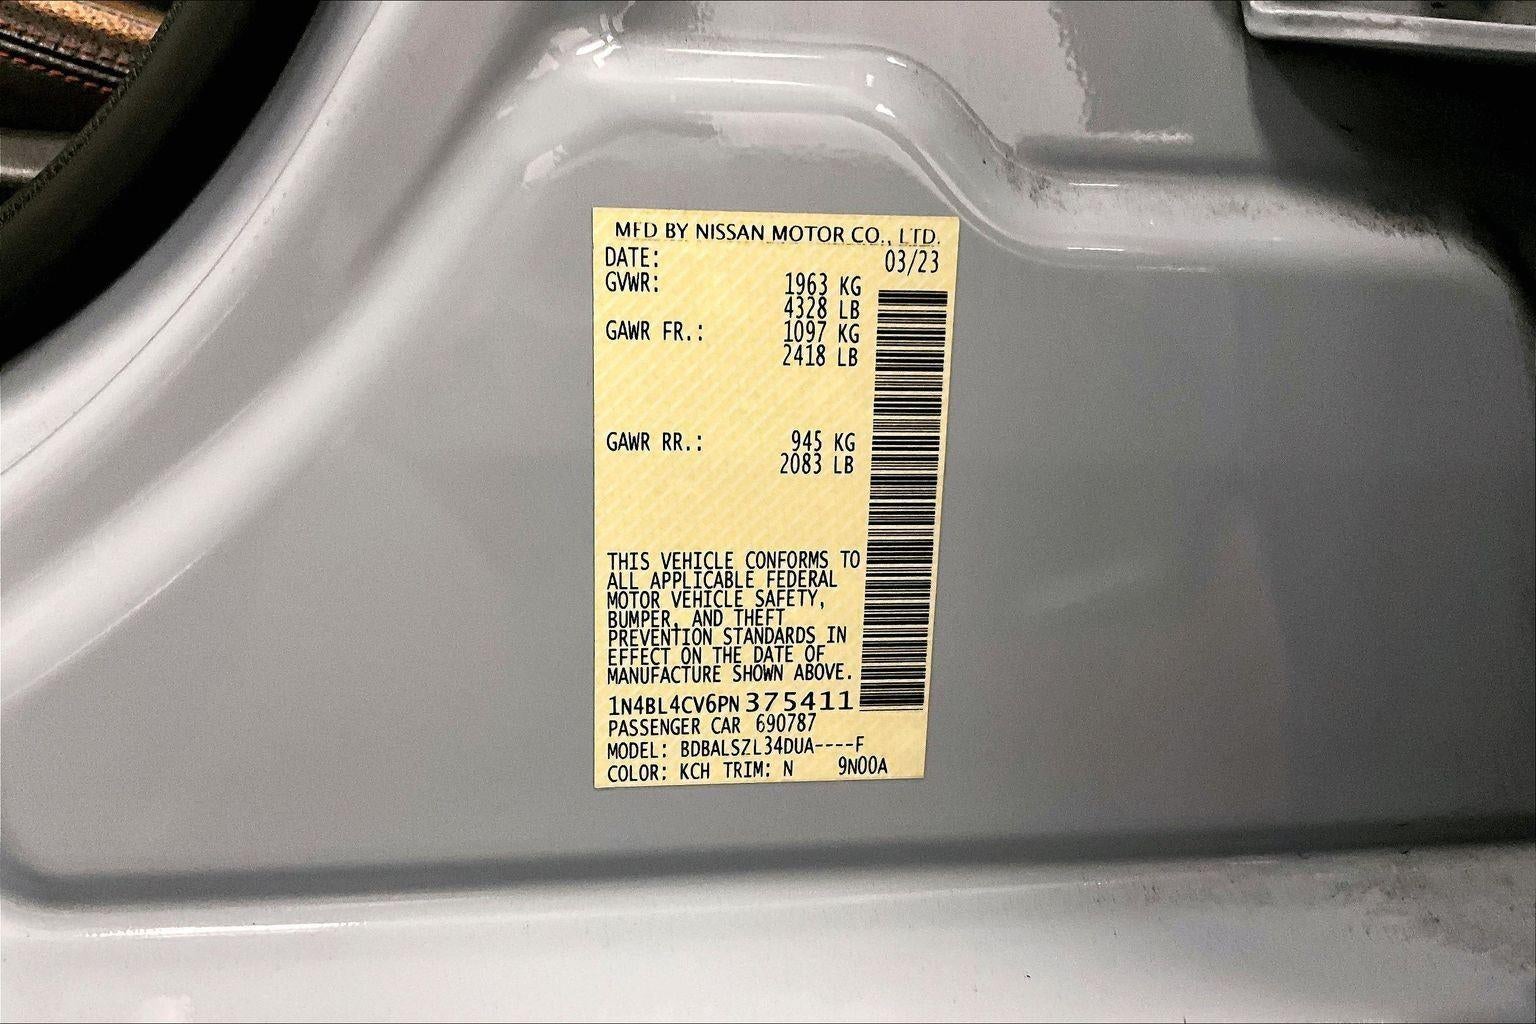 MFD BY NISSAN MOTOR CO., LTD.
DATE: 03/23
GVWR: 1963 KG
4328 LB
GAWR FR.: 1097 KG
2418 LB
GAWR RR.: 945 KG
2083 LB
THIS VEHICLE CONFORMS TO
ALL APPLICABLE FEDERAL
MOTOR VEHICLE SAFETY,
BUMPER, AND THEFT
PREVENTION STANDARDS IN
EFFECT ON THE DATE OF
MANUFACTURE SHOWN ABOVE.
1N4BL4CV6PN375411
PASSENGER CAR 690787
MODEL: BDBALSZL34DUA----F
COLOR: KCH TRIM: N 9N00A